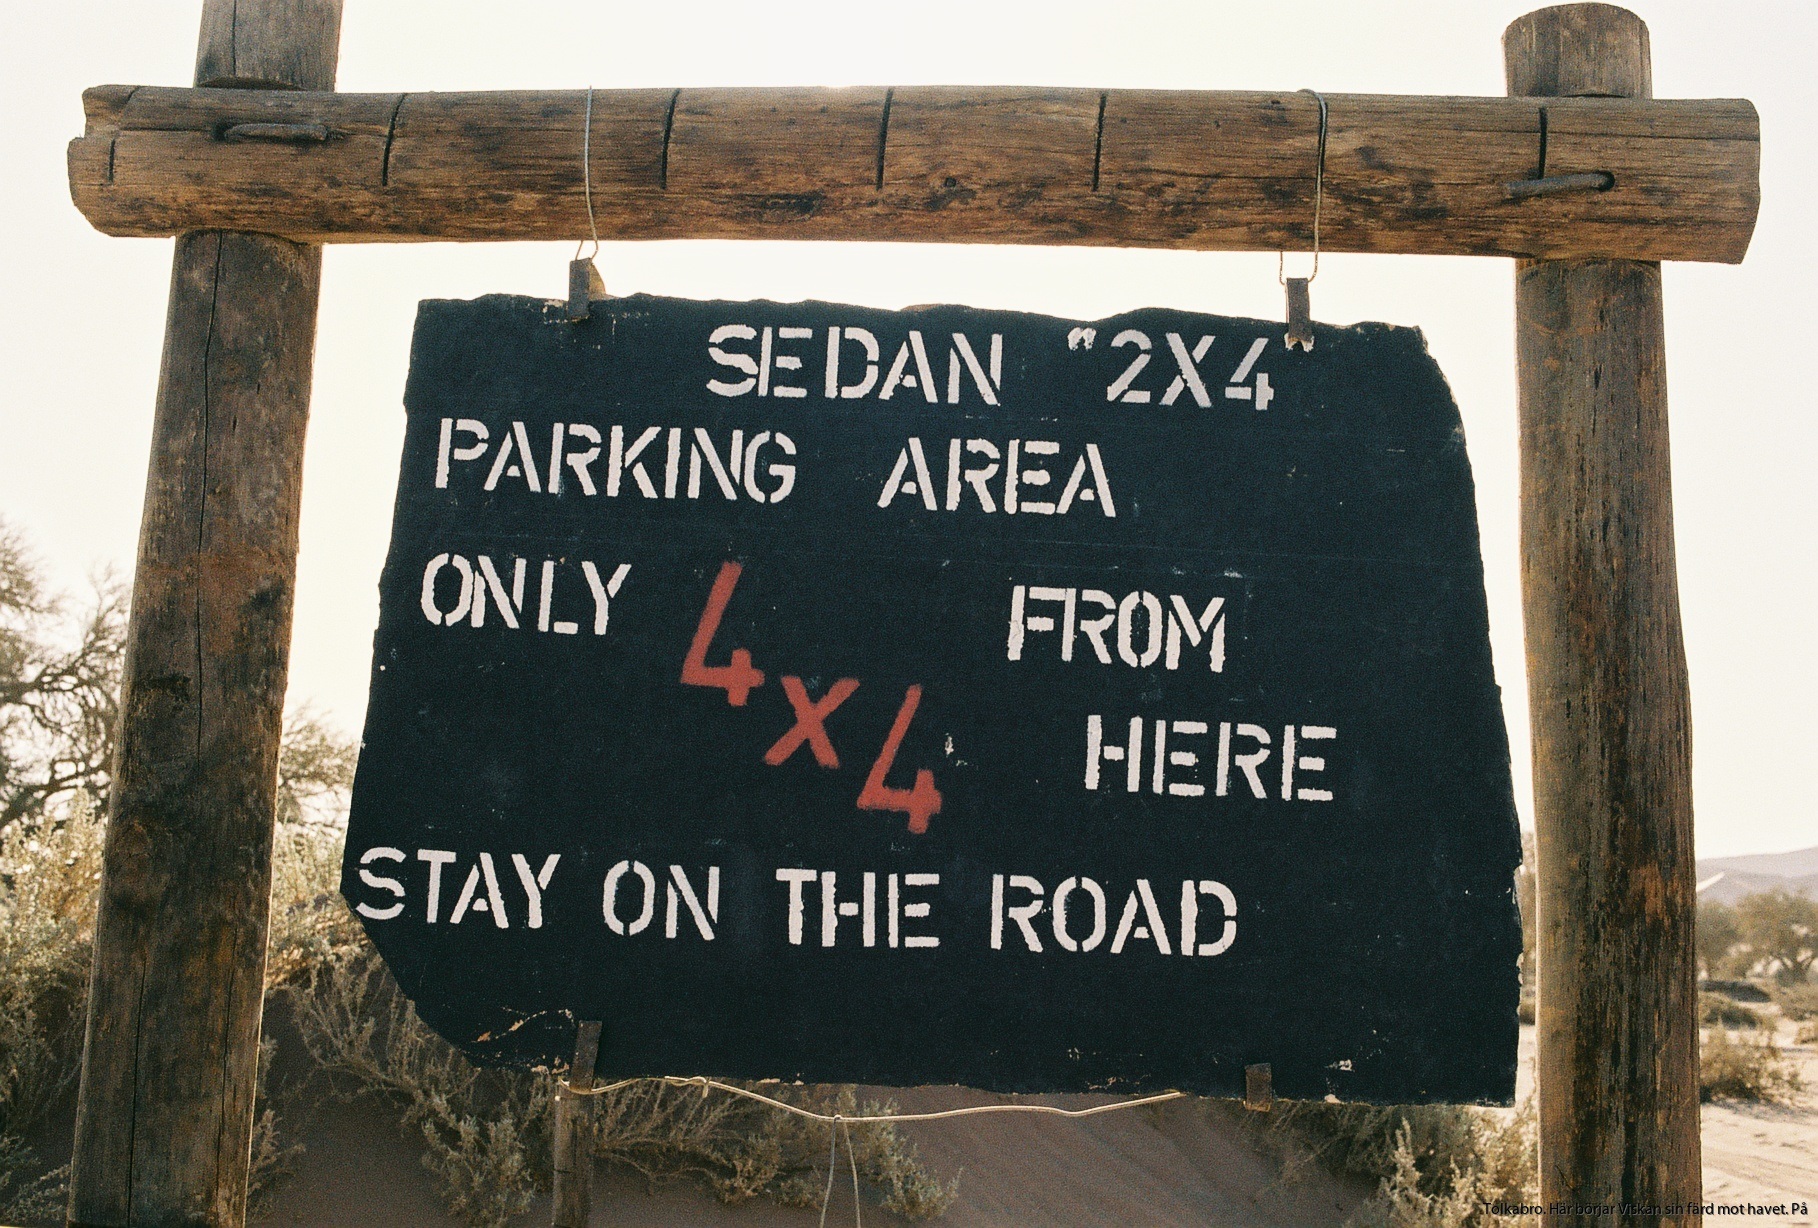 SEDAN "2X4"
PARKING AREA
ONLY 4x4 FROM
HERE
STAY ON THE ROAD
Tolkabro. Här börjar Viskan sin färd mot havet. På